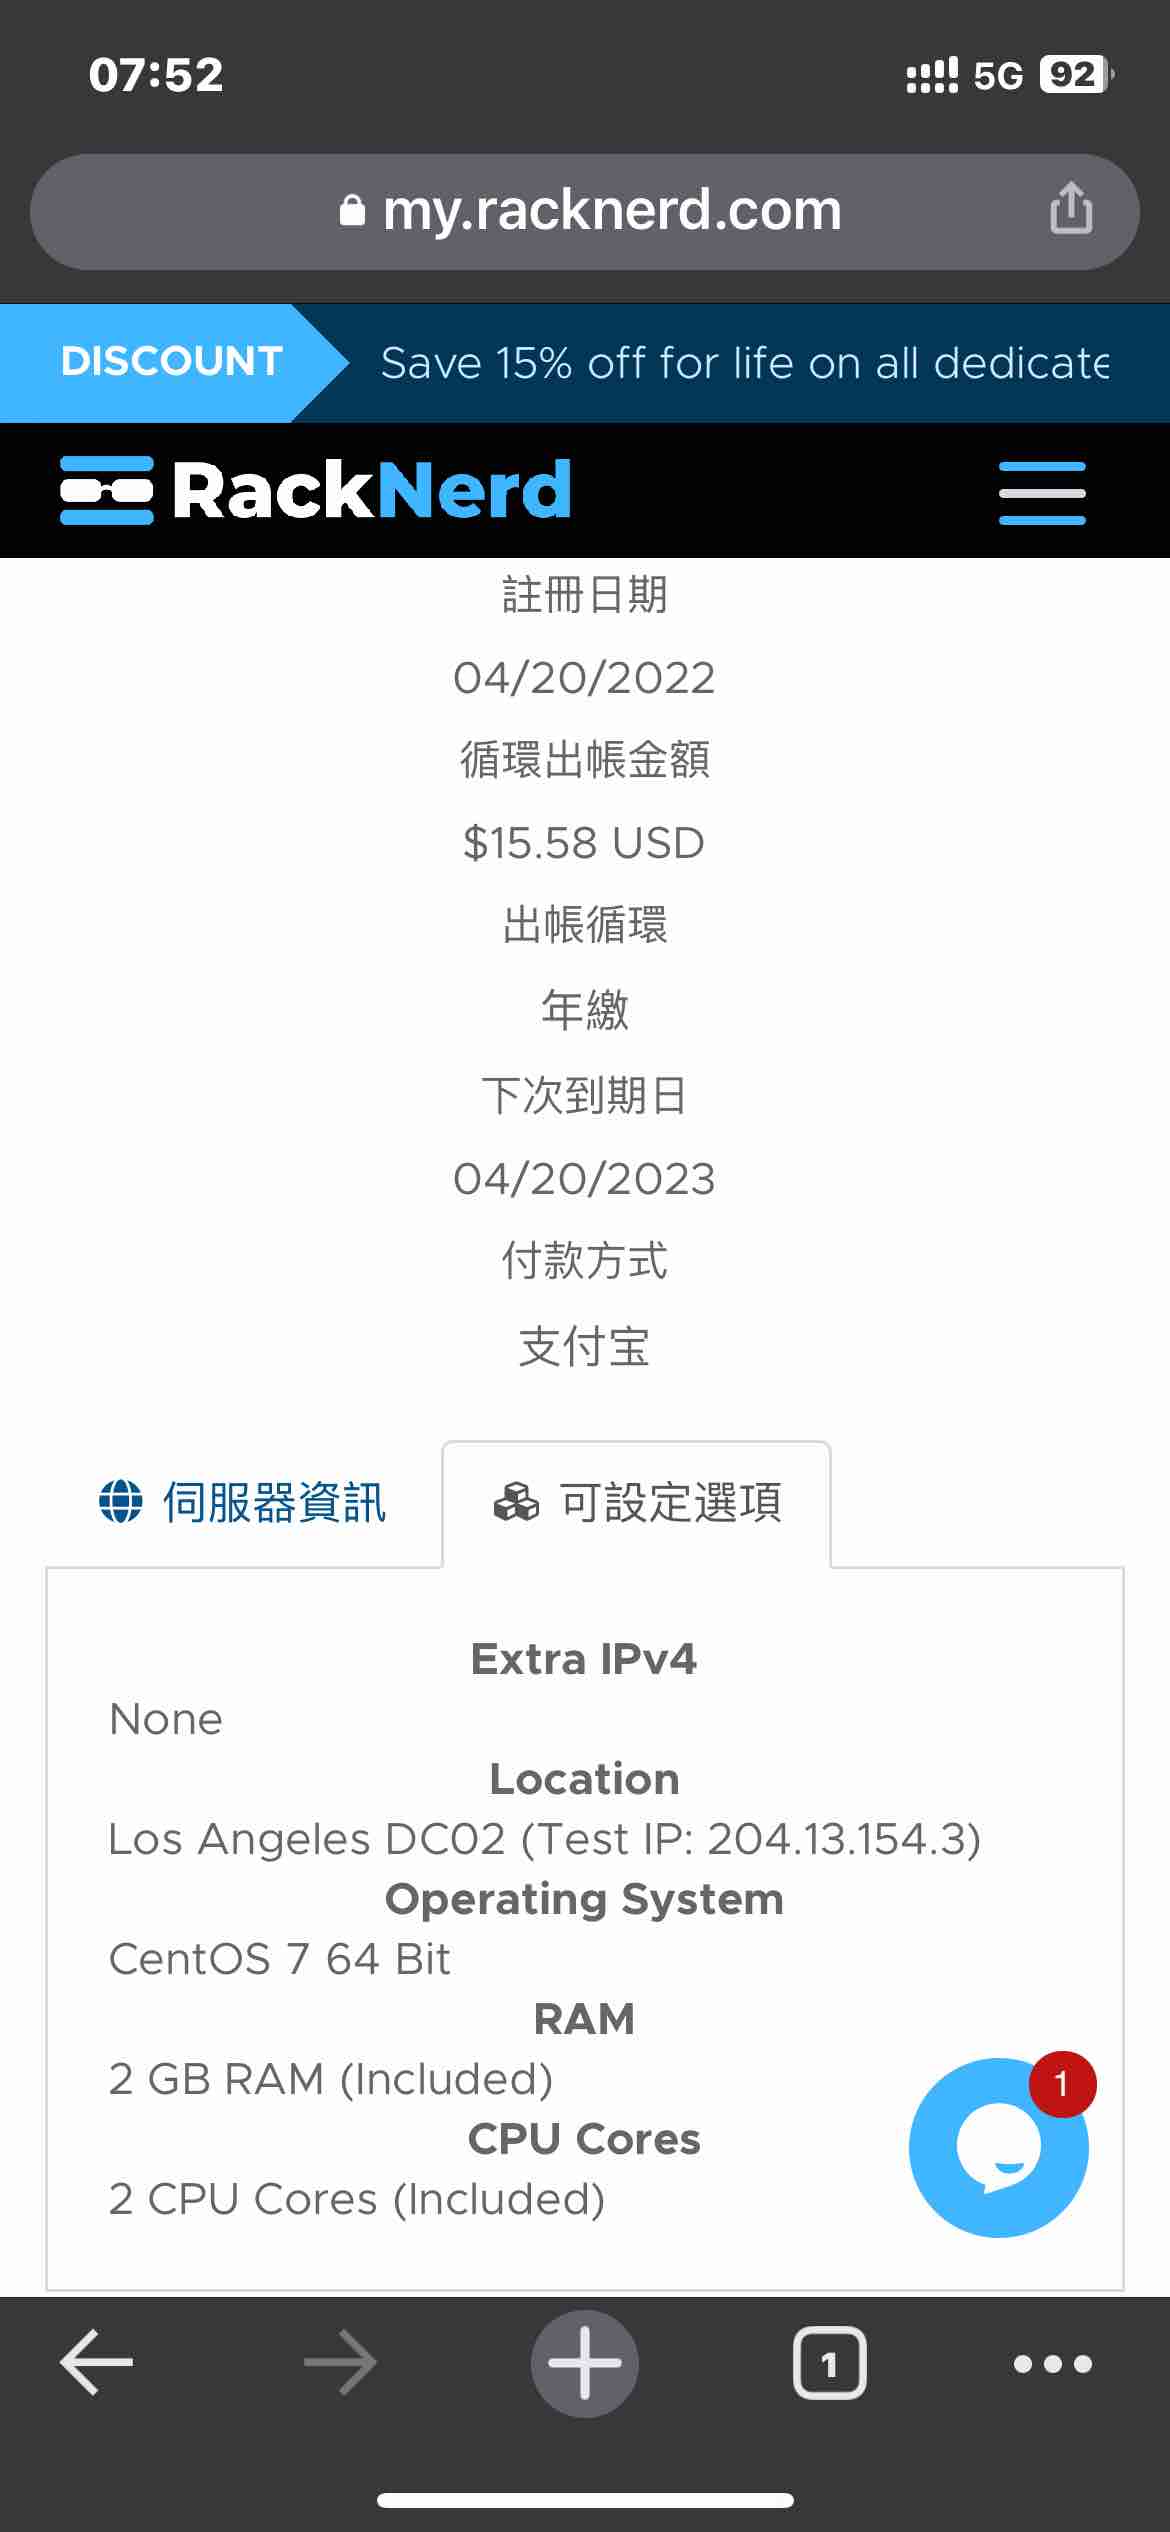 07:52
5G 92
my.racknerd.com
DISCOUNT
Save 15% off for life on all dedicate
RackNerd
註冊日期
04/20/2022
循環出帳金額
$15.58 USD
出帳循環
年繳
下次到期日
04/20/2023
付款方式
支付宝
伺服器資訊
可設定選項
Extra IPv4
None
Location
Los Angeles DC02 (Test IP: 204.13.154.3)
Operating System
CentOS 7 64 Bit
RAM
2 GB RAM (Included)
CPU Cores
2 CPU Cores (Included)
1
1